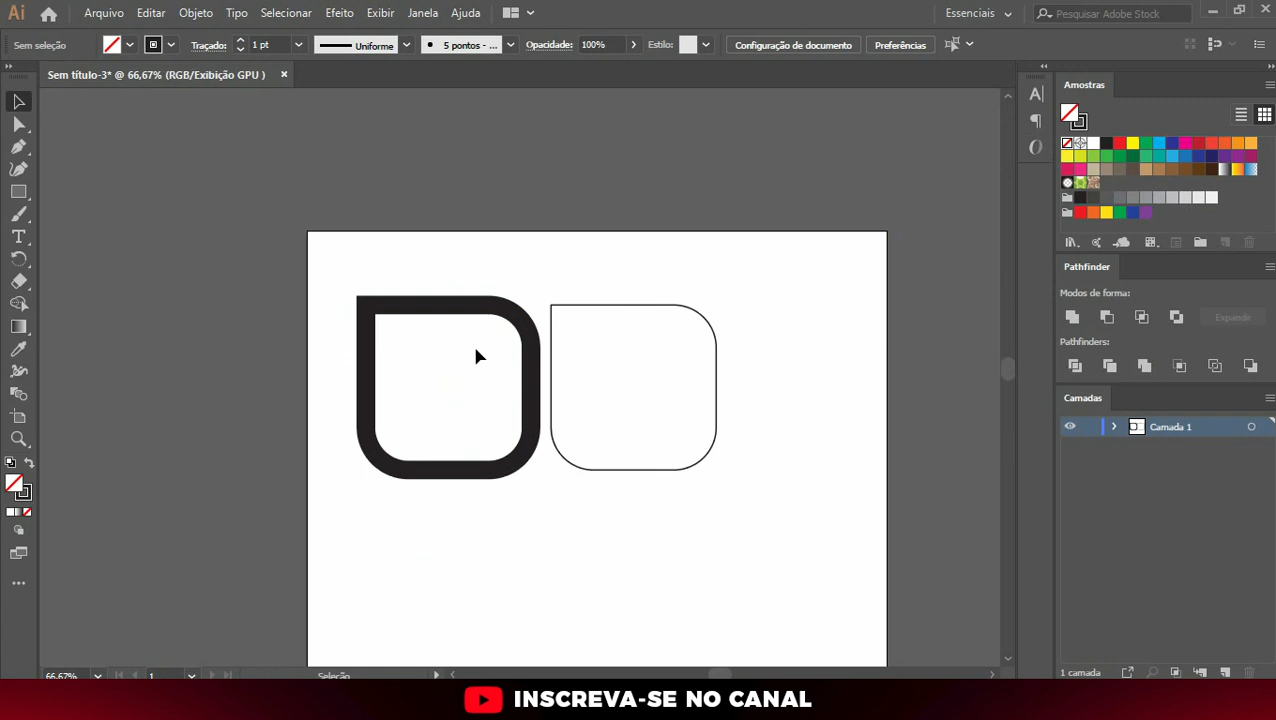 Ai Arquivo Editar Objeto Tipo Selecionar Efeito Exibir Janela Ajuda Essenciais Pesquisar Adobe Stock
Sem seleção Traçado: 1 pt Uniforme 5 pontos - ... Opacidade: 100% Estilo: Configuração de documento Preferências
Sem título-3* @ 66,67% (RGB/Exibição GPU ) ×
Amostras
Pathfinder
Modos de forma:
Expandir
Pathfinders:
Camadas
Camada 1
66,67% 1 Seleção
1 camada
INSCREVA-SE NO CANAL